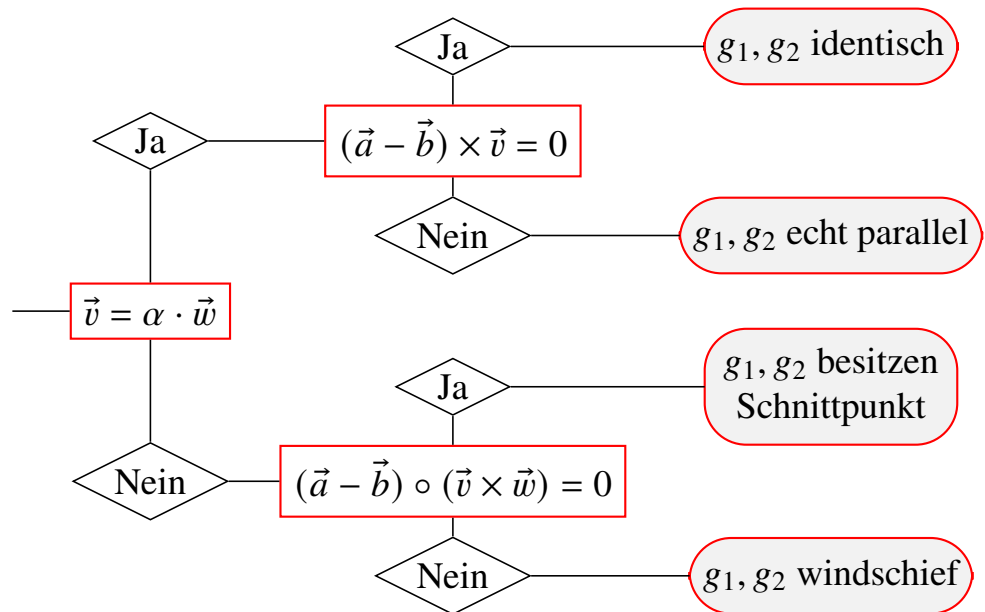 Ja
g₁, g₂ identisch
Ja
(a⃗ − b⃗) × v⃗ = 0
Nein
g₁, g₂ echt parallel
v⃗ = α · w⃗
Ja
g₁, g₂ besitzen
Schnittpunkt
Nein
(a⃗ − b⃗) ∘ (v⃗ × w⃗) = 0
Nein
g₁, g₂ windschief